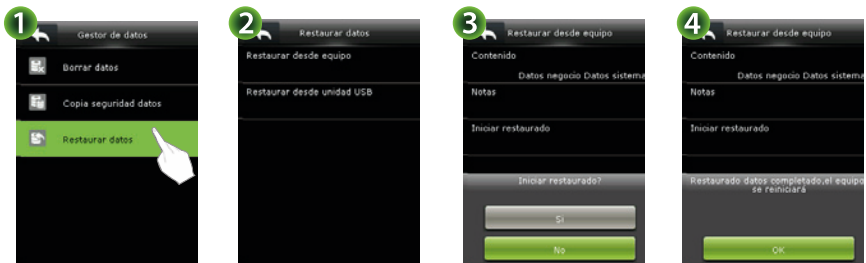 1
Gestor de datos
Borrar datos
Copia seguridad datos
Restaurar datos
2
Restaurar datos
Restaurar desde equipo
Restaurar desde unidad USB
3
Restaurar desde equipo
Contenido
Datos negocio Datos sistema
Notas
Iniciar restaurado
Iniciar restaurado?
Si
No
4
Restaurar desde equipo
Contenido
Datos negocio Datos sistema
Notas
Iniciar restaurado
Restaurado datos completado,el equipo
se reiniciará
OK